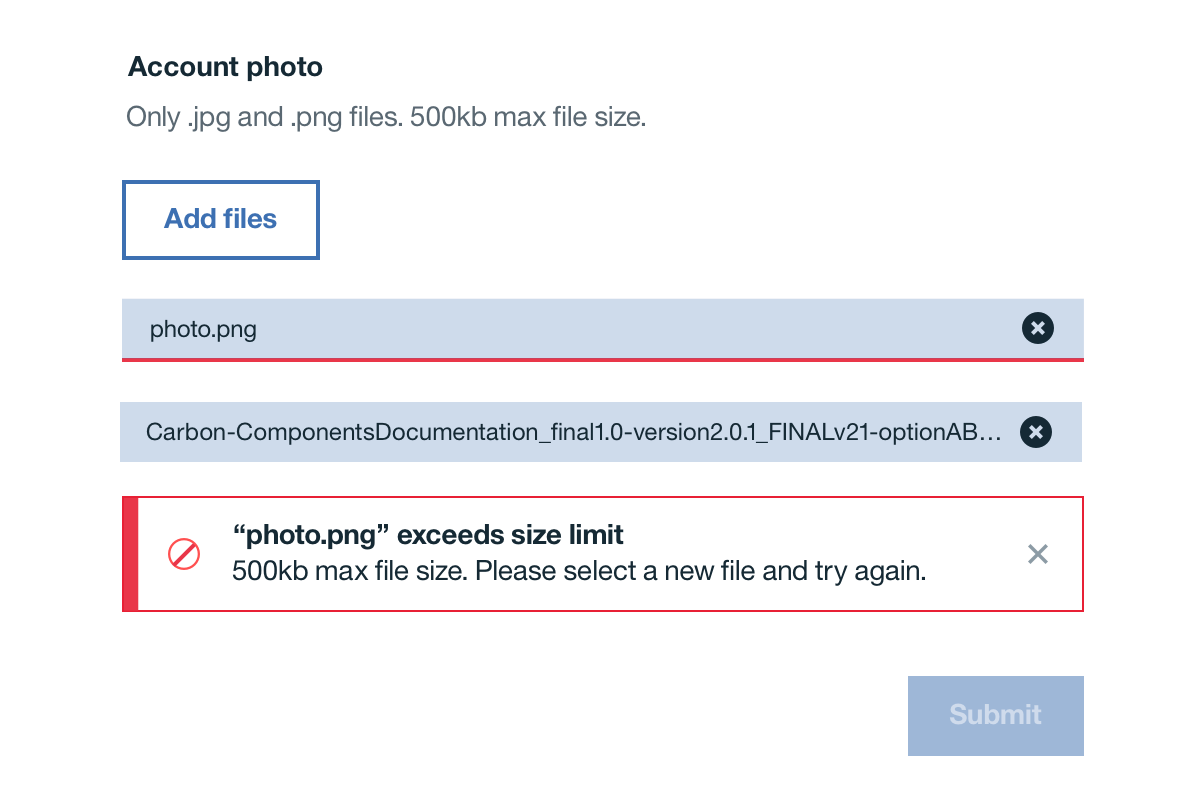 Account photo
Only .jpg and .png files. 500kb max file size.
Add files
photo.png
Carbon-ComponentsDocumentation_final1.0-version2.0.1_FINALv21-optionAB...
“photo.png” exceeds size limit
500kb max file size. Please select a new file and try again.
Submit